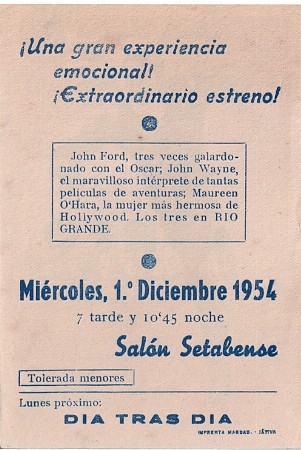 ¡Una gran experiencia
emocional!
¡Extraordinario estreno!
John Ford, tres veces galardo-
nado con el Oscar; John Wayne,
el maravilloso intérprete de tantas
películas de aventuras; Maureen
O'Hara, la mujer más hermosa de
Hollywood. Los tres en RIO
GRANDE.
Miércoles, 1.º Diciembre 1954
7 tarde y 10'45 noche
Salón Setabense
Tolerada menores
Lunes próximo:
DIA TRAS DIA
IMPRENTA MARBAU. - JÁTIVA